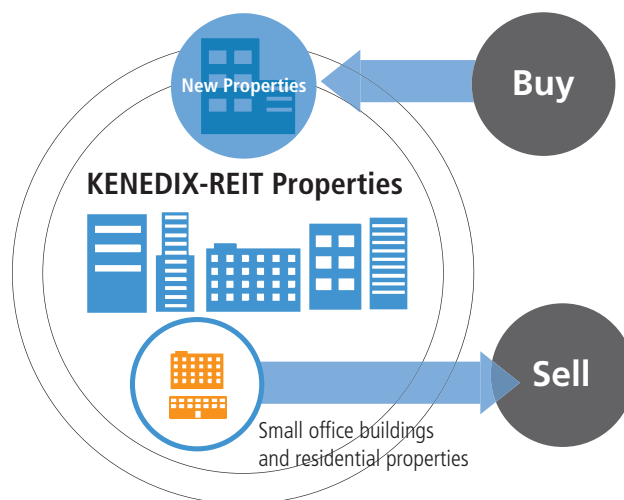 New Properties
Buy
KENEDIX-REIT Properties
Sell
Small office buildings
and residential properties